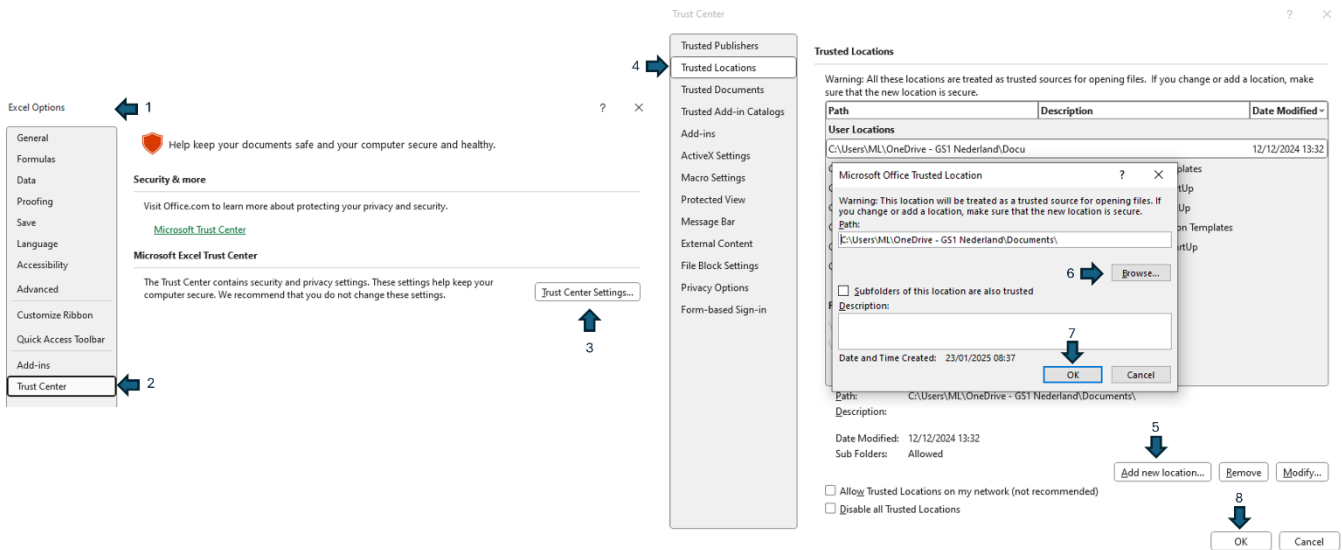 Excel Options
1
?
×
General
Formulas
Data
Proofing
Save
Language
Accessibility
Advanced
Customize Ribbon
Quick Access Toolbar
Add-ins
Trust Center
2
Help keep your documents safe and your computer secure and healthy.
Security & more
Visit Office.com to learn more about protecting your privacy and security.
Microsoft Trust Center
Microsoft Excel Trust Center
The Trust Center contains security and privacy settings. These settings help keep your
computer secure. We recommend that you do not change these settings.
Trust Center Settings...
3
Trust Center
?
×
4
Trusted Publishers
Trusted Locations
Trusted Documents
Trusted Add-in Catalogs
Add-ins
ActiveX Settings
Macro Settings
Protected View
Message Bar
External Content
File Block Settings
Privacy Options
Form-based Sign-in
Trusted Locations
Warning: All these locations are treated as trusted sources for opening files. If you change or add a location, make
sure that the new location is secure.
Path Description Date Modified
User Locations
C:\Users\ML\OneDrive - GS1 Nederland\Docu 12/12/2024 13:32
plates
tUp
Up
on Templates
rtUp
Microsoft Office Trusted Location
?
×
Warning: This location will be treated as a trusted source for opening files. If
you change or add a location, make sure that the new location is secure.
Path:
C:\Users\ML\OneDrive - GS1 Nederland\Documents\
6
Browse...
Subfolders of this location are also trusted
Description:
7
Date and Time Created: 23/01/2025 08:37
OK Cancel
Path: C:\Users\ML\OneDrive - GS1 Nederland\Documents\
Description:
Date Modified: 12/12/2024 13:32
Sub Folders: Allowed
5
Add new location... Remove Modify...
Allow Trusted Locations on my network (not recommended)
Disable all Trusted Locations
8
OK Cancel